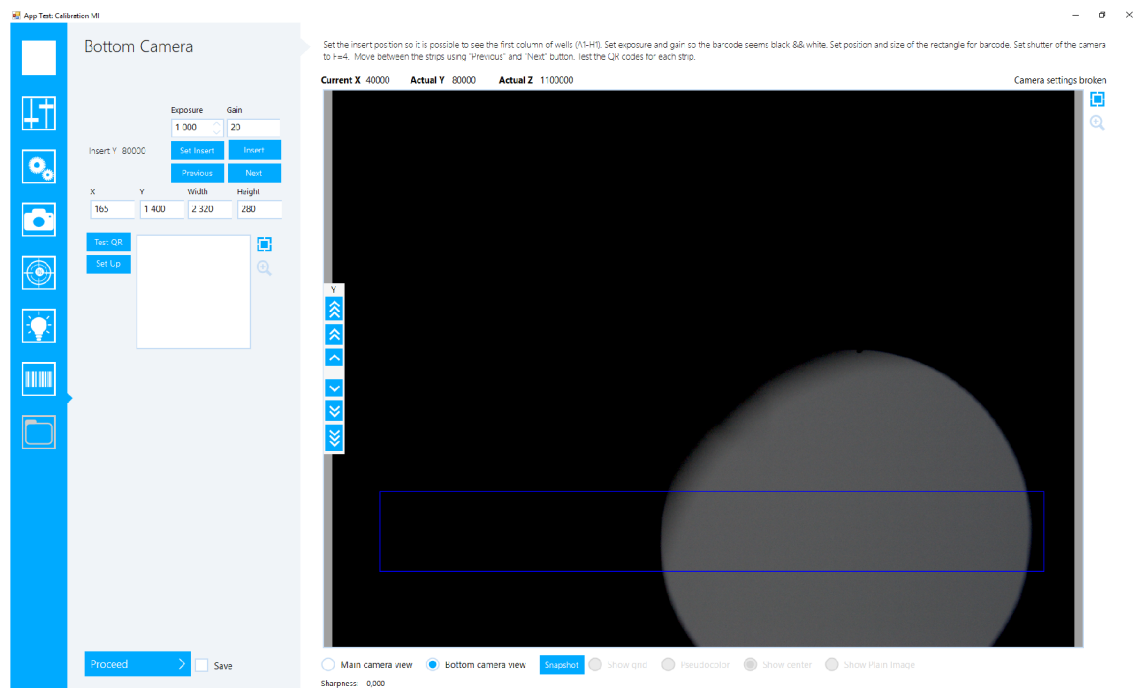 App Test: Calibration MI
Bottom Camera
Set the insert position so it is possible to see the first column of wells (A1-H1). Set exposure and gain so the barcode seems black && white. Set position and size of the rectangle for barcode. Set shutter of the camera
to F=4. Move between the strips using "Previous" and "Next" button. Test the QR codes for each strip.
Current X 40000 Actual Y 80000 Actual Z 1100000 Camera settings broken
Exposure Gain
1 000 20
Insert Y 80000 Set Insert Insert
Previous Next
X Y Width Height
165 1 400 2 320 280
Test QR
Set Up
Y
Proceed Save
Main camera view Bottom camera view Snapshot Show grid Pseudocolor Show center Show Plain Image
Sharpness: 0,000